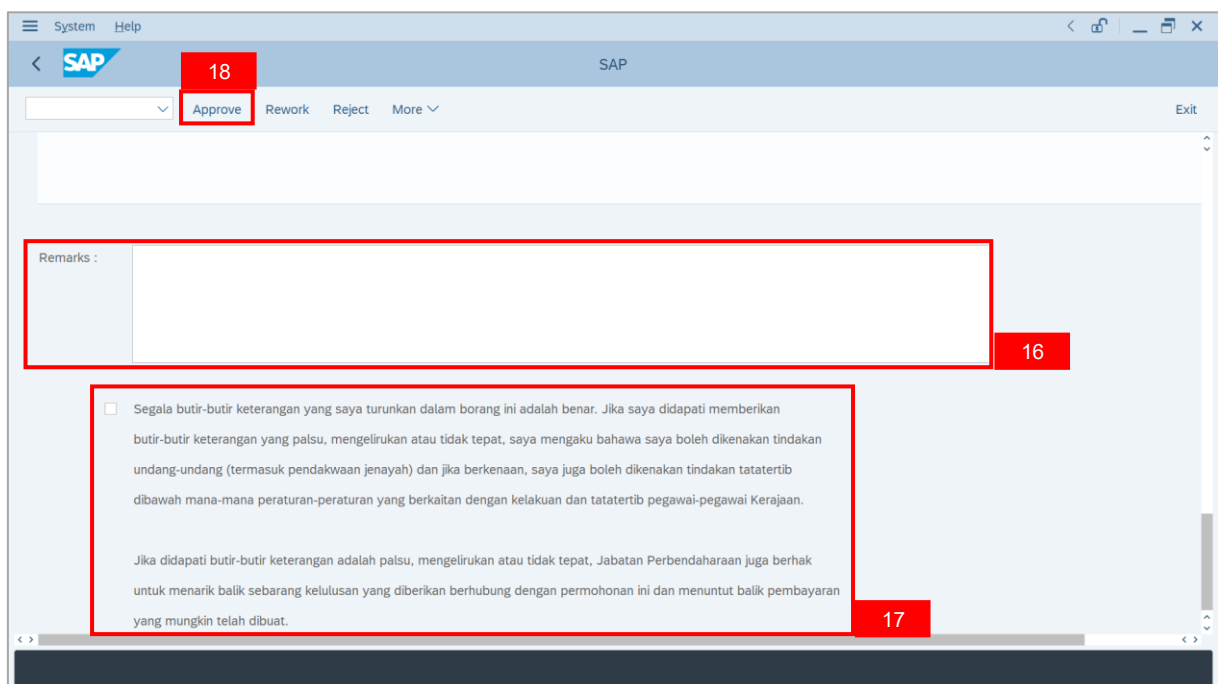 System Help
SAP
18
SAP
Approve Rework Reject More Exit
Remarks :
16
Segala butir-butir keterangan yang saya turunkan dalam borang ini adalah benar. Jika saya didapati memberikan
butir-butir keterangan yang palsu, mengelirukan atau tidak tepat, saya mengaku bahawa saya boleh dikenakan tindakan
undang-undang (termasuk pendakwaan jenayah) dan jika berkenaan, saya juga boleh dikenakan tindakan tatatertib
dibawah mana-mana peraturan-peraturan yang berkaitan dengan kelakuan dan tatatertib pegawai-pegawai Kerajaan.
Jika didapati butir-butir keterangan adalah palsu, mengelirukan atau tidak tepat, Jabatan Perbendaharaan juga berhak
untuk menarik balik sebarang kelulusan yang diberikan berhubung dengan permohonan ini dan menuntut balik pembayaran
yang mungkin telah dibuat.
17